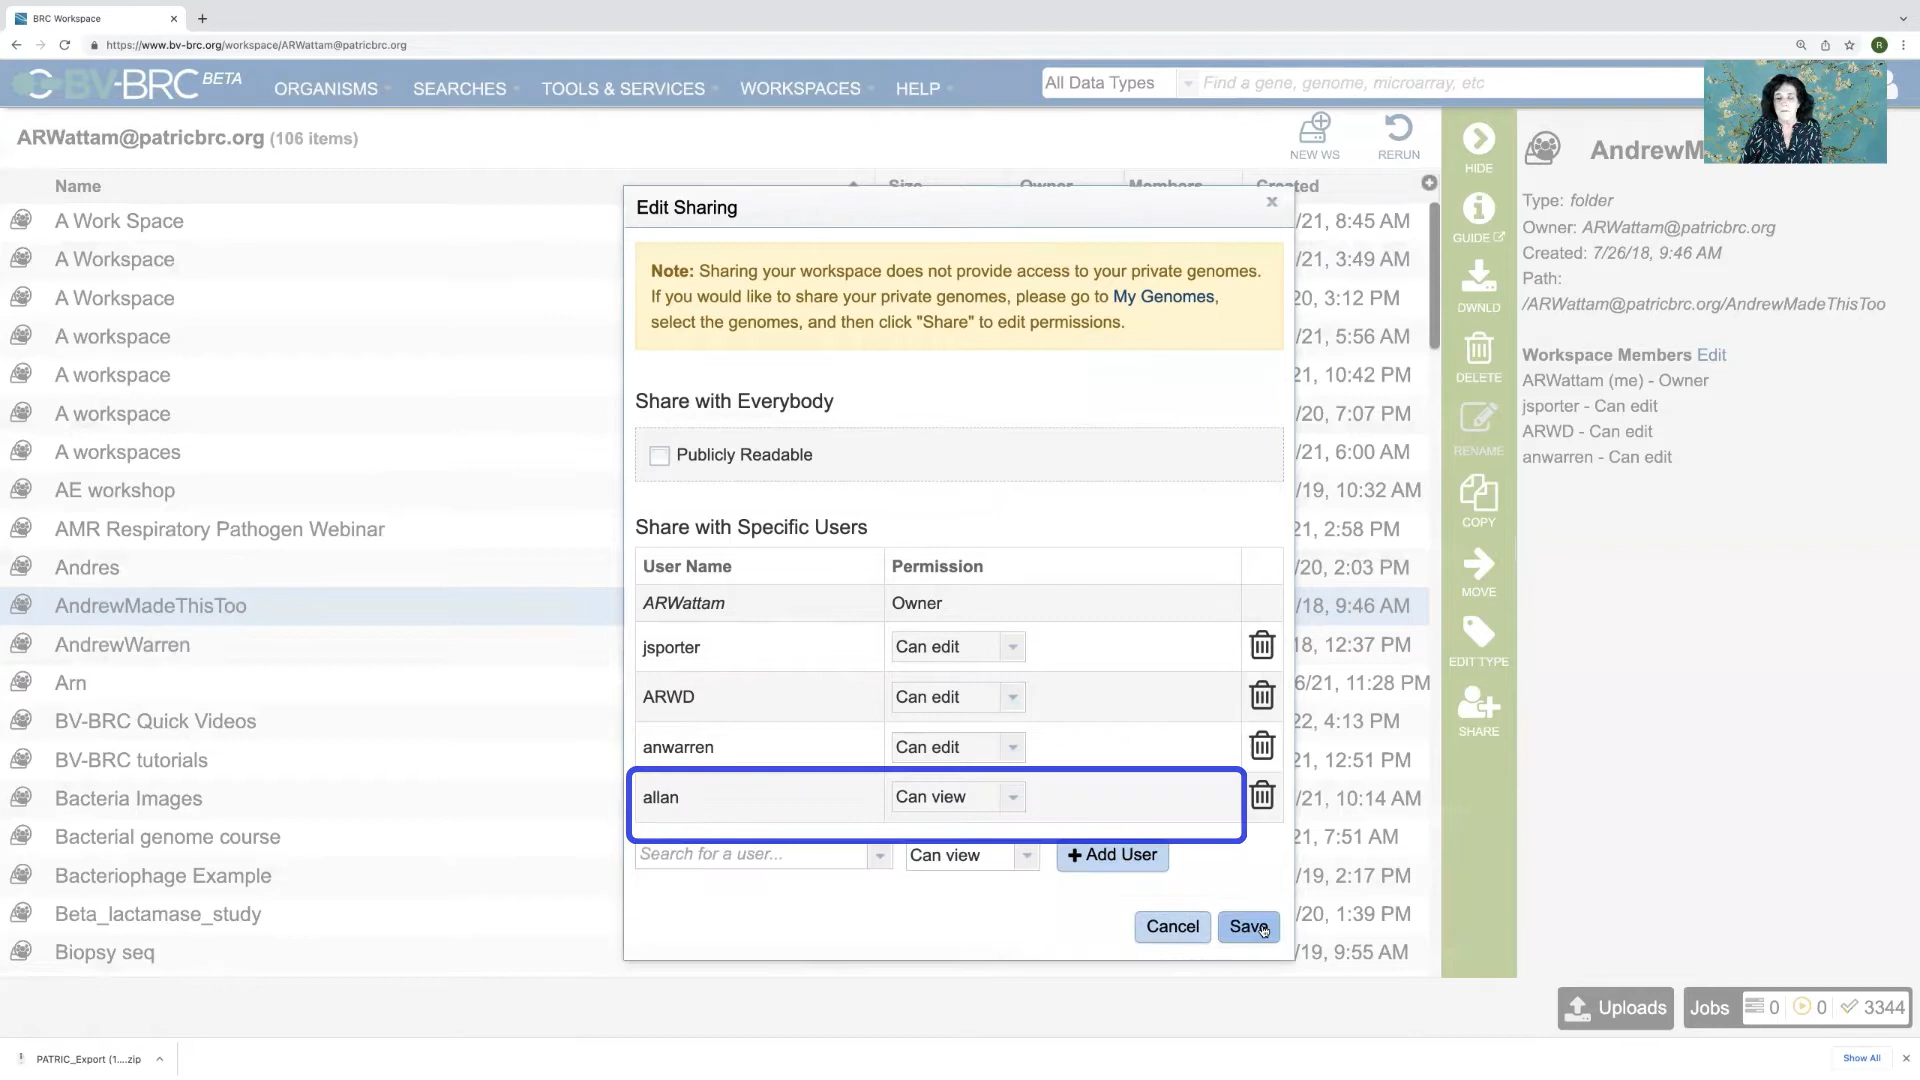 BRC Workspace
https://www.bv-brc.org/workspace/ARWattam@patricbrc.org
R
BV-BRC BETA
ORGANISMS
SEARCHES
TOOLS & SERVICES
WORKSPACES
HELP
All Data Types
Find a gene, genome, microarray, etc
ARWattam@patricbrc.org (106 items)
NEW WS
RERUN
Name
Size
Owner
Members
Created
A Work Space
/21, 8:45 AM
A Workspace
/21, 3:49 AM
A Workspace
20, 3:12 PM
A workspace
/21, 5:56 AM
A workspace
21, 10:42 PM
A workspace
/20, 7:07 PM
A workspaces
/21, 6:00 AM
AE workshop
/19, 10:32 AM
AMR Respiratory Pathogen Webinar
21, 2:58 PM
Andres
/20, 2:03 PM
AndrewMadeThisToo
/18, 9:46 AM
AndrewWarren
18, 12:37 PM
Arn
6/21, 11:28 PM
BV-BRC Quick Videos
22, 4:13 PM
BV-BRC tutorials
21, 12:51 PM
Bacteria Images
/21, 10:14 AM
Bacterial genome course
21, 7:51 AM
Bacteriophage Example
/19, 2:17 PM
Beta_lactamase_study
/20, 1:39 PM
Biopsy seq
/19, 9:55 AM
Edit Sharing
Note: Sharing your workspace does not provide access to your private genomes.
If you would like to share your private genomes, please go to My Genomes,
select the genomes, and then click "Share" to edit permissions.
Share with Everybody
Publicly Readable
Share with Specific Users
User Name
Permission
ARWattam
Owner
jsporter
Can edit
ARWD
Can edit
anwarren
Can edit
allan
Can view
Search for a user...
Can view
Add User
Cancel
Save
HIDE
GUIDE
DWNLD
DELETE
RENAME
COPY
MOVE
EDIT TYPE
SHARE
AndrewM
Type: folder
Owner: ARWattam@patricbrc.org
Created: 7/26/18, 9:46 AM
Path:
/ARWattam@patricbrc.org/AndrewMadeThisToo
Workspace Members Edit
ARWattam (me) - Owner
jsporter - Can edit
ARWD - Can edit
anwarren - Can edit
Uploads
Jobs
0
0
3344
PATRIC_Export (1....zip
Show All